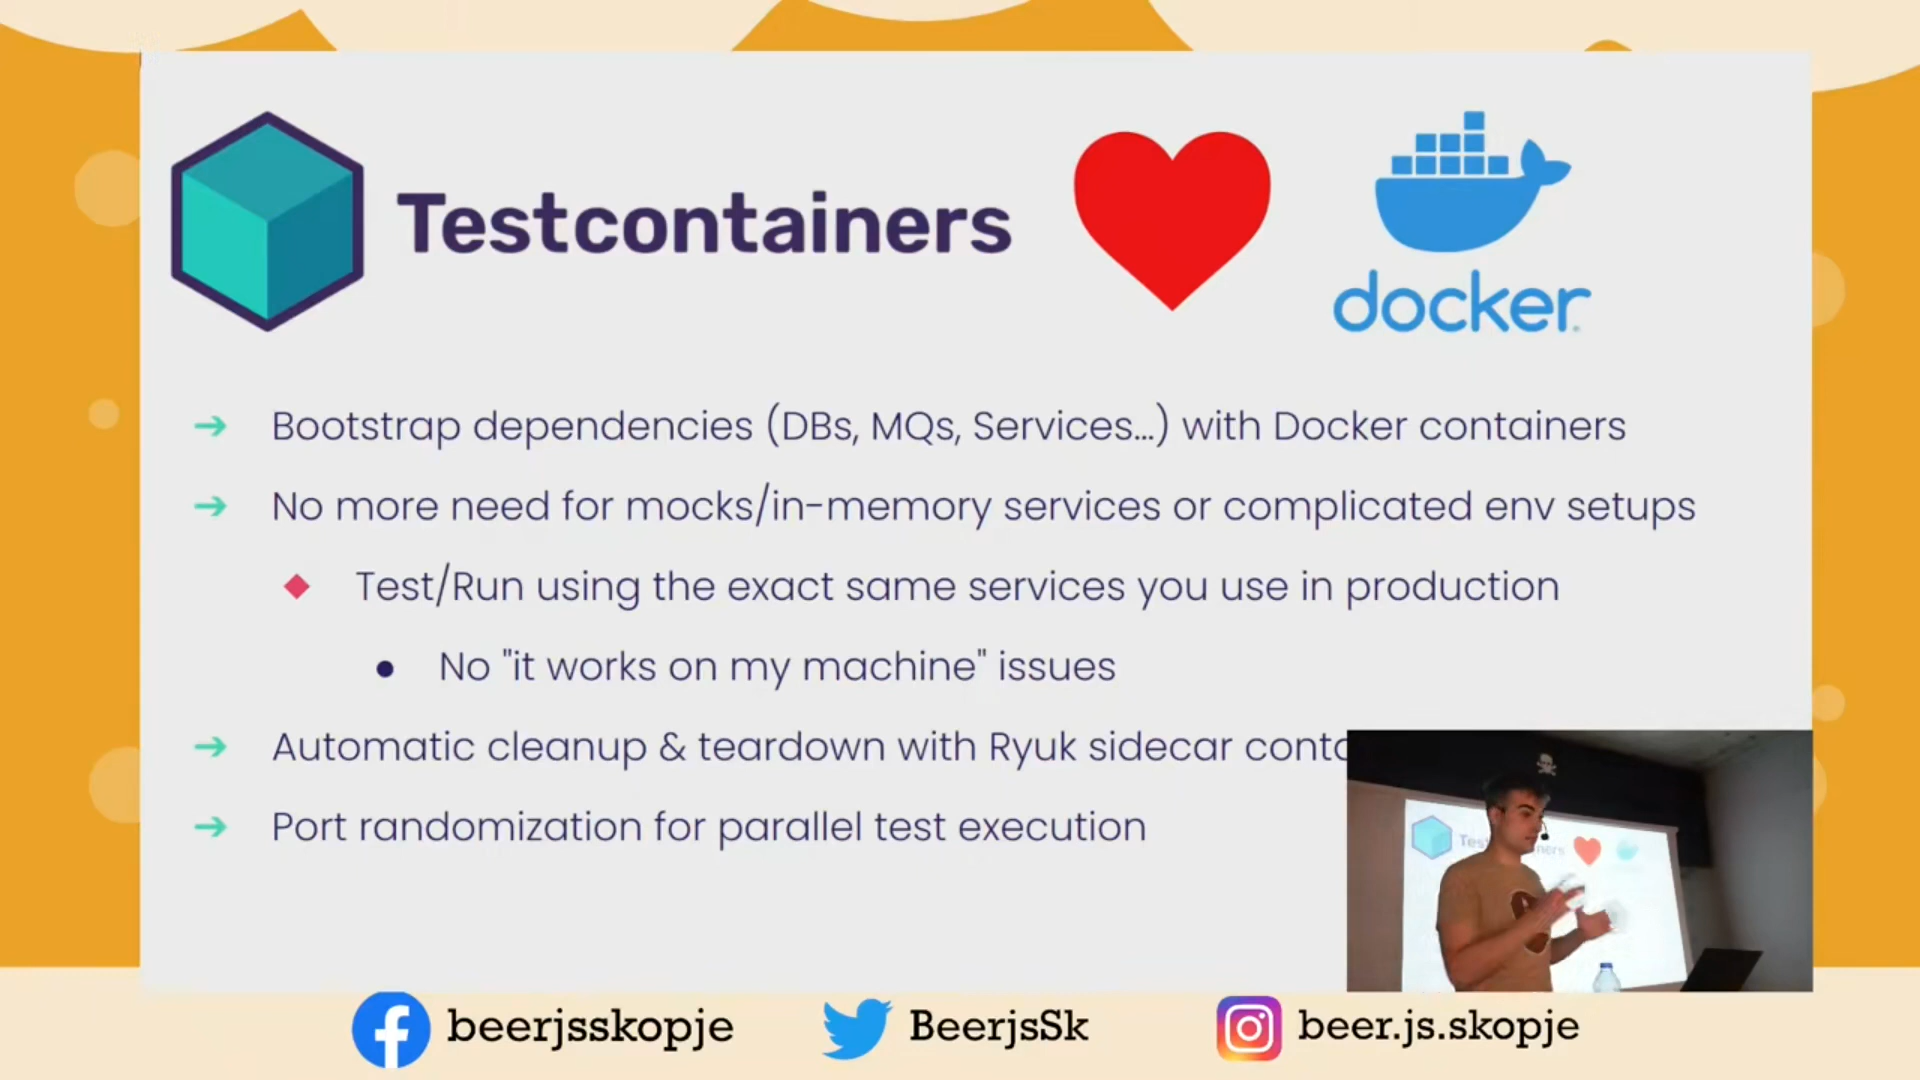 Testcontainers
docker
Bootstrap dependencies (DBs, MQs, Services...) with Docker containers
No more need for mocks/in-memory services or complicated env setups
Test/Run using the exact same services you use in production
No "it works on my machine" issues
Automatic cleanup & teardown with Ryuk sidecar
Port randomization for parallel test execution
beerjsskopje
BeerjsSk
beer.js.skopje